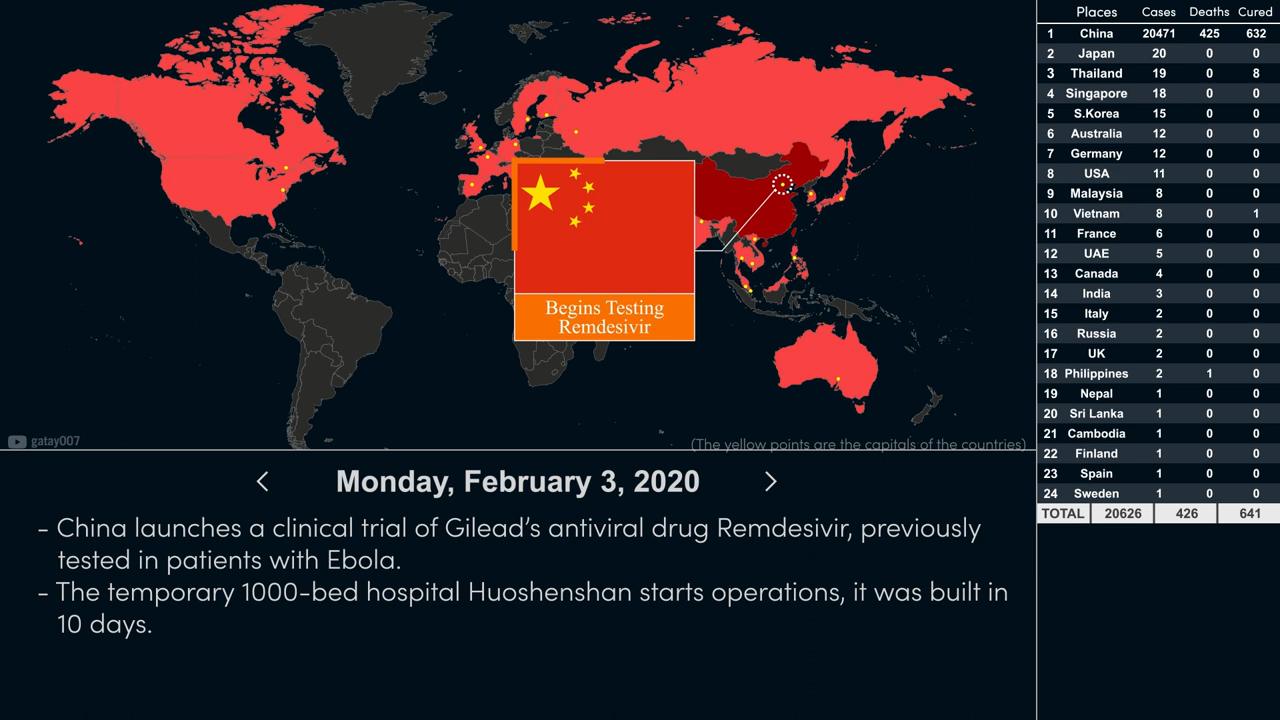 Begins Testing
Remdesivir
gatay007
(The yellow points are the capitals of the countries)
< Monday, February 3, 2020 >
- China launches a clinical trial of Gilead's antiviral drug Remdesivir, previously
tested in patients with Ebola.
- The temporary 1000-bed hospital Huoshenshan starts operations, it was built in
10 days.
Places Cases Deaths Cured
1 China 20471 425 632
2 Japan 20 0 0
3 Thailand 19 0 8
4 Singapore 18 0 0
5 S.Korea 15 0 0
6 Australia 12 0 0
7 Germany 12 0 0
8 USA 11 0 0
9 Malaysia 8 0 0
10 Vietnam 8 0 1
11 France 6 0 0
12 UAE 5 0 0
13 Canada 4 0 0
14 India 3 0 0
15 Italy 2 0 0
16 Russia 2 0 0
17 UK 2 0 0
18 Philippines 2 1 0
19 Nepal 1 0 0
20 Sri Lanka 1 0 0
21 Cambodia 1 0 0
22 Finland 1 0 0
23 Spain 1 0 0
24 Sweden 1 0 0
TOTAL 20626 426 641